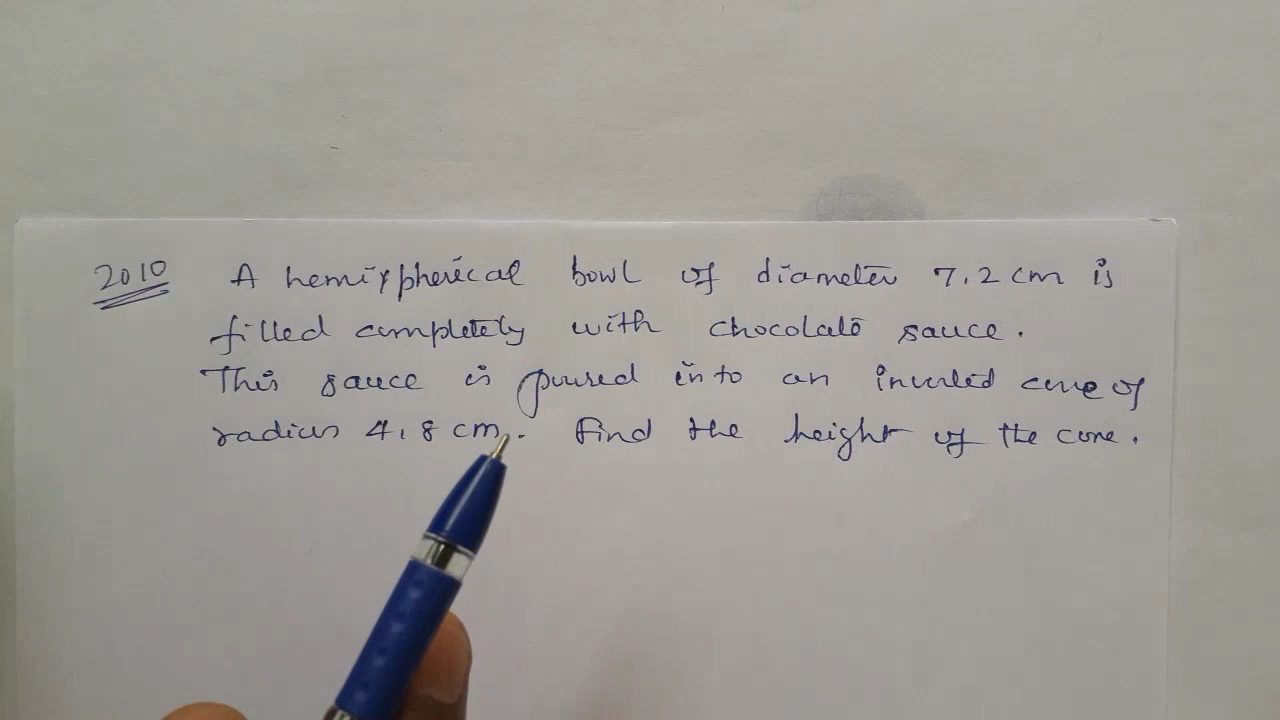 2010 A hemispherical bowl of diameter 7.2 cm is
filled completely with chocolate sauce.
This sauce is poured into an inverted cone of
radius 4.8 cm. Find the height of the cone.